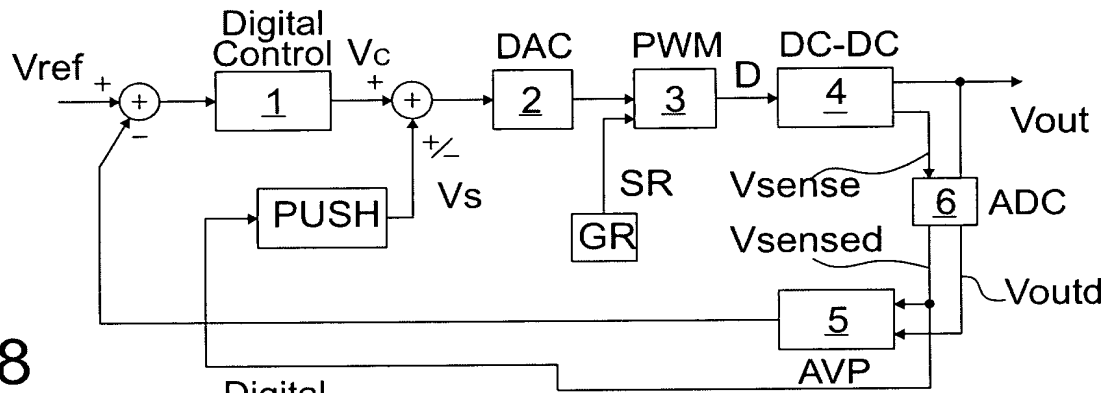 Digital
Control
DAC
PWM
DC-DC
Vref
+
+
-
1
Vc
+
+
+/-
Vs
2
3
D
4
Vout
Vsense
6
ADC
SR
GR
PUSH
Vsensed
Voutd
5
AVP
8
Digital